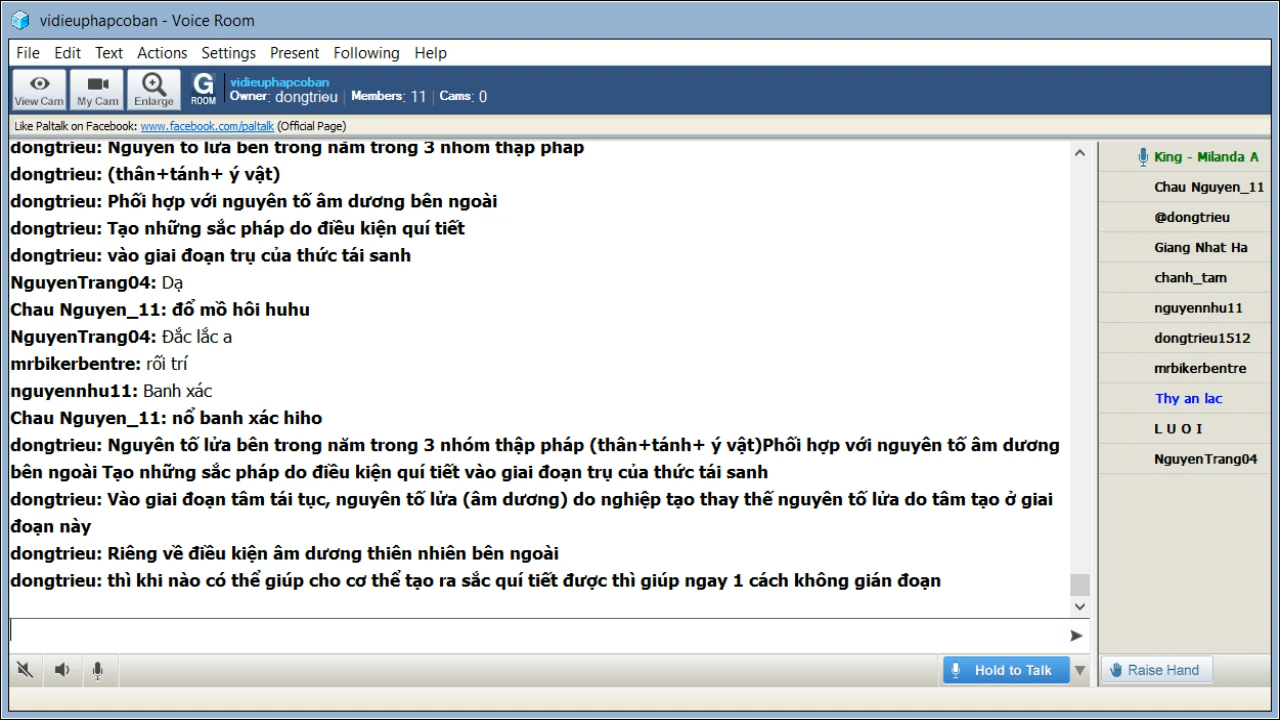 vidieuphapcoban - Voice Room
File Edit Text Actions Settings Present Following Help
View Cam My Cam Enlarge G ROOM
vidieuphapcoban
Owner: dongtrieu | Members: 11 | Cams: 0
Like Paltalk on Facebook: www.facebook.com/paltalk (Official Page)
dongtrieu: Nguyên tố lửa bên trong năm trong 3 nhóm thập pháp
dongtrieu: (thân+tánh+ ý vật)
dongtrieu: Phối hợp với nguyên tố âm dương bên ngoài
dongtrieu: Tạo những sắc pháp do điều kiện quí tiết
dongtrieu: vào giai đoạn trụ của thức tái sanh
NguyenTrang04: Dạ
Chau Nguyen_11: đổ mồ hôi huhu
NguyenTrang04: Đắc lắc a
mrbikerbentre: rối trí
nguyennhu11: Banh xác
Chau Nguyen_11: nổ banh xác hiho
dongtrieu: Nguyên tố lửa bên trong năm trong 3 nhóm thập pháp (thân+tánh+ ý vật)Phối hợp với nguyên tố âm dương
bên ngoài Tạo những sắc pháp do điều kiện quí tiết vào giai đoạn trụ của thức tái sanh
dongtrieu: Vào giai đoạn tâm tái tục, nguyên tố lửa (âm dương) do nghiệp tạo thay thế nguyên tố lửa do tâm tạo ở giai
đoạn này
dongtrieu: Riêng về điều kiện âm dương thiên nhiên bên ngoài
dongtrieu: thì khi nào có thể giúp cho cơ thể tạo ra sắc quí tiết được thì giúp ngay 1 cách không gián đoạn
King - Milanda A
Chau Nguyen_11
@dongtrieu
Giang Nhat Ha
chanh_tam
nguyennhu11
dongtrieu1512
mrbikerbentre
Thy an lac
L U O I
NguyenTrang04
Hold to Talk
Raise Hand